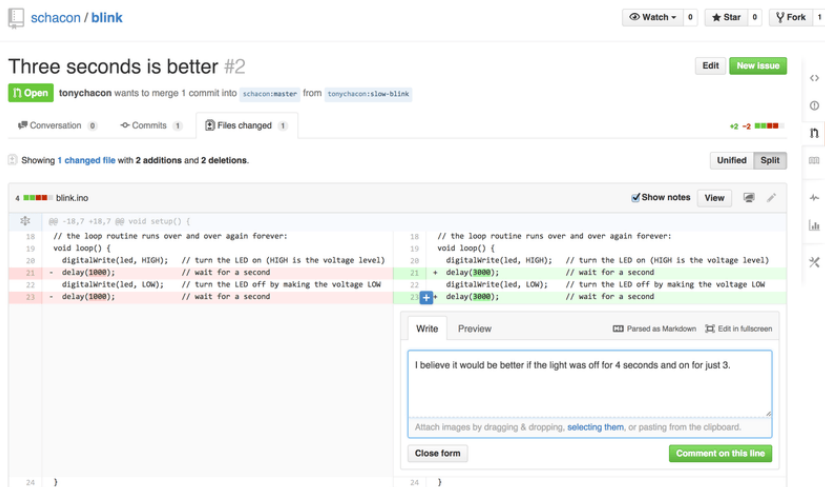 schacon / blink
Watch 0 Star 0 Fork 1
Three seconds is better #2
Edit New issue
Open tonychacon wants to merge 1 commit into schacon:master from tonychacon:slow-blink
Conversation 0 Commits 1 Files changed 1 +2 −2
Showing 1 changed file with 2 additions and 2 deletions. Unified Split
4 blink.ino Show notes View
@@ -18,7 +18,7 @@ void setup() {
18 // the loop routine runs over and over again forever: 18 // the loop routine runs over and over again forever:
19 void loop() { 19 void loop() {
20 digitalWrite(led, HIGH); // turn the LED on (HIGH is the voltage level) 20 digitalWrite(led, HIGH); // turn the LED on (HIGH is the voltage level)
21 - delay(1000); // wait for a second 21 + delay(3000); // wait for a second
22 digitalWrite(led, LOW); // turn the LED off by making the voltage LOW 22 digitalWrite(led, LOW); // turn the LED off by making the voltage LOW
23 - delay(1000); // wait for a second 23 + delay(3000); // wait for a second
Write Preview Parsed as Markdown Edit in fullscreen
I believe it would be better if the light was off for 4 seconds and on for just 3.
Attach images by dragging & dropping, selecting them, or pasting from the clipboard.
Close form Comment on this line
24 } 24 }